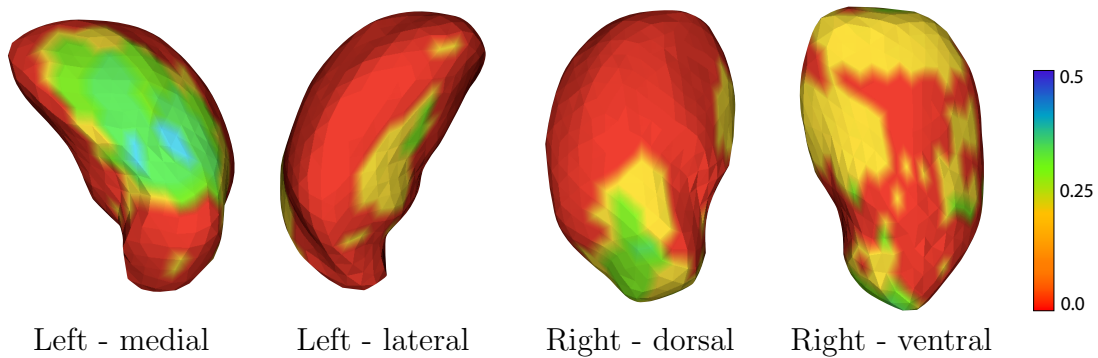 0.5
0.25
0.0
Left - medial
Left - lateral
Right - dorsal
Right - ventral